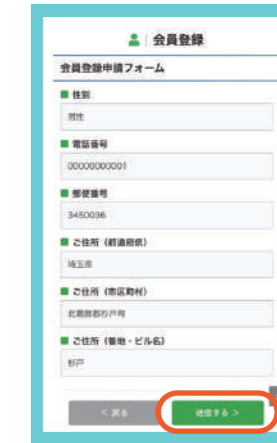 会員登録
会員登録申請フォーム
性別
男性
電話番号
00000000001
郵便番号
3450036
ご住所（都道府県）
埼玉県
ご住所（市区町村）
北葛飾郡杉戸町
ご住所（番地・ビル名）
杉戸
< 戻る
送信する >